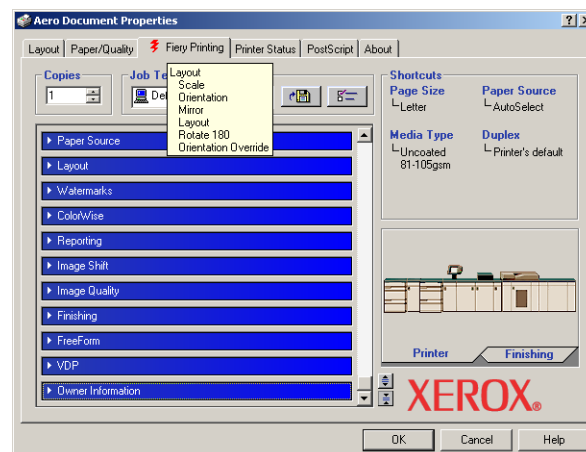 Aero Document Properties
Layout Paper/Quality Fiery Printing Printer Status PostScript About
Copies
1
Job Te
Def
Layout
Scale
Orientation
Mirror
Layout
Rotate 180
Orientation Override
Paper Source
Layout
Watermarks
ColorWise
Reporting
Image Shift
Image Quality
Finishing
FreeForm
VDP
Owner Information
Shortcuts
Page Size
Letter
Paper Source
AutoSelect
Media Type
Uncoated
81-105gsm
Duplex
Printer's default
Printer Finishing
XEROX®
OK Cancel Help